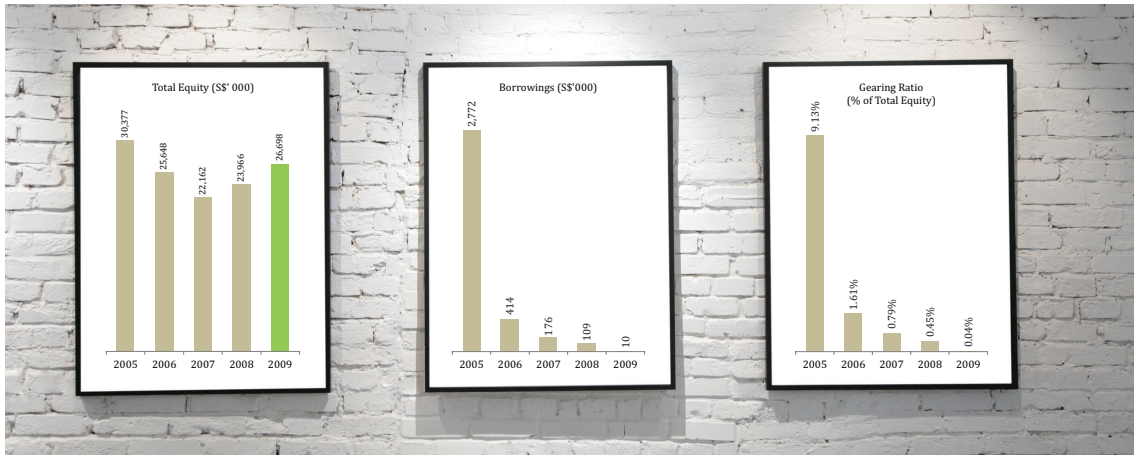 Total Equity (S$' 000)
30,377
25,648
22,162
23,966
26,698
2005 2006 2007 2008 2009
Borrowings (S$'000)
2,772
414
176
109
10
2005 2006 2007 2008 2009
Gearing Ratio
(% of Total Equity)
9.13%
1.61%
0.79%
0.45%
0.04%
2005 2006 2007 2008 2009